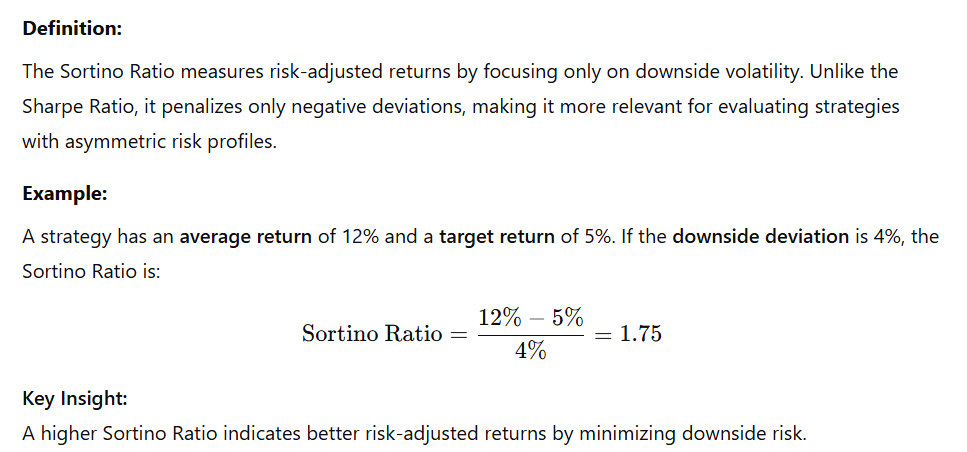 Definition:
The Sortino Ratio measures risk-adjusted returns by focusing only on downside volatility. Unlike the
Sharpe Ratio, it penalizes only negative deviations, making it more relevant for evaluating strategies
with asymmetric risk profiles.
Example:
A strategy has an average return of 12% and a target return of 5%. If the downside deviation is 4%, the
Sortino Ratio is:
Sortino Ratio = \frac{12% − 5%}{4%} = 1.75
Key Insight:
A higher Sortino Ratio indicates better risk-adjusted returns by minimizing downside risk.